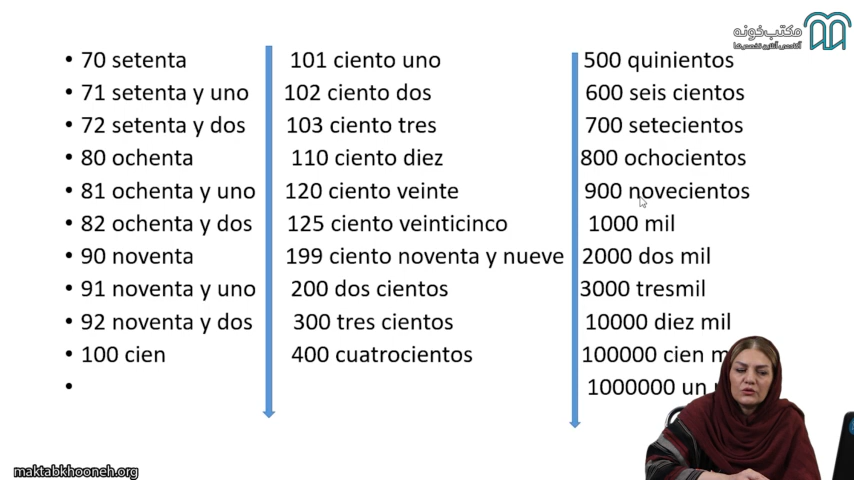 مکتب‌خونه
آکادمی آنلاین تخصص‌ها
70 setenta
71 setenta y uno
72 setenta y dos
80 ochenta
81 ochenta y uno
82 ochenta y dos
90 noventa
91 noventa y uno
92 noventa y dos
100 cien
101 ciento uno
102 ciento dos
103 ciento tres
110 ciento diez
120 ciento veinte
125 ciento veinticinco
199 ciento noventa y nueve
200 dos cientos
300 tres cientos
400 cuatrocientos
500 quinientos
600 seis cientos
700 setecientos
800 ochocientos
900 novecientos
1000 mil
2000 dos mil
3000 tresmil
10000 diez mil
100000 cien
1000000 un
maktabkhooneh.org